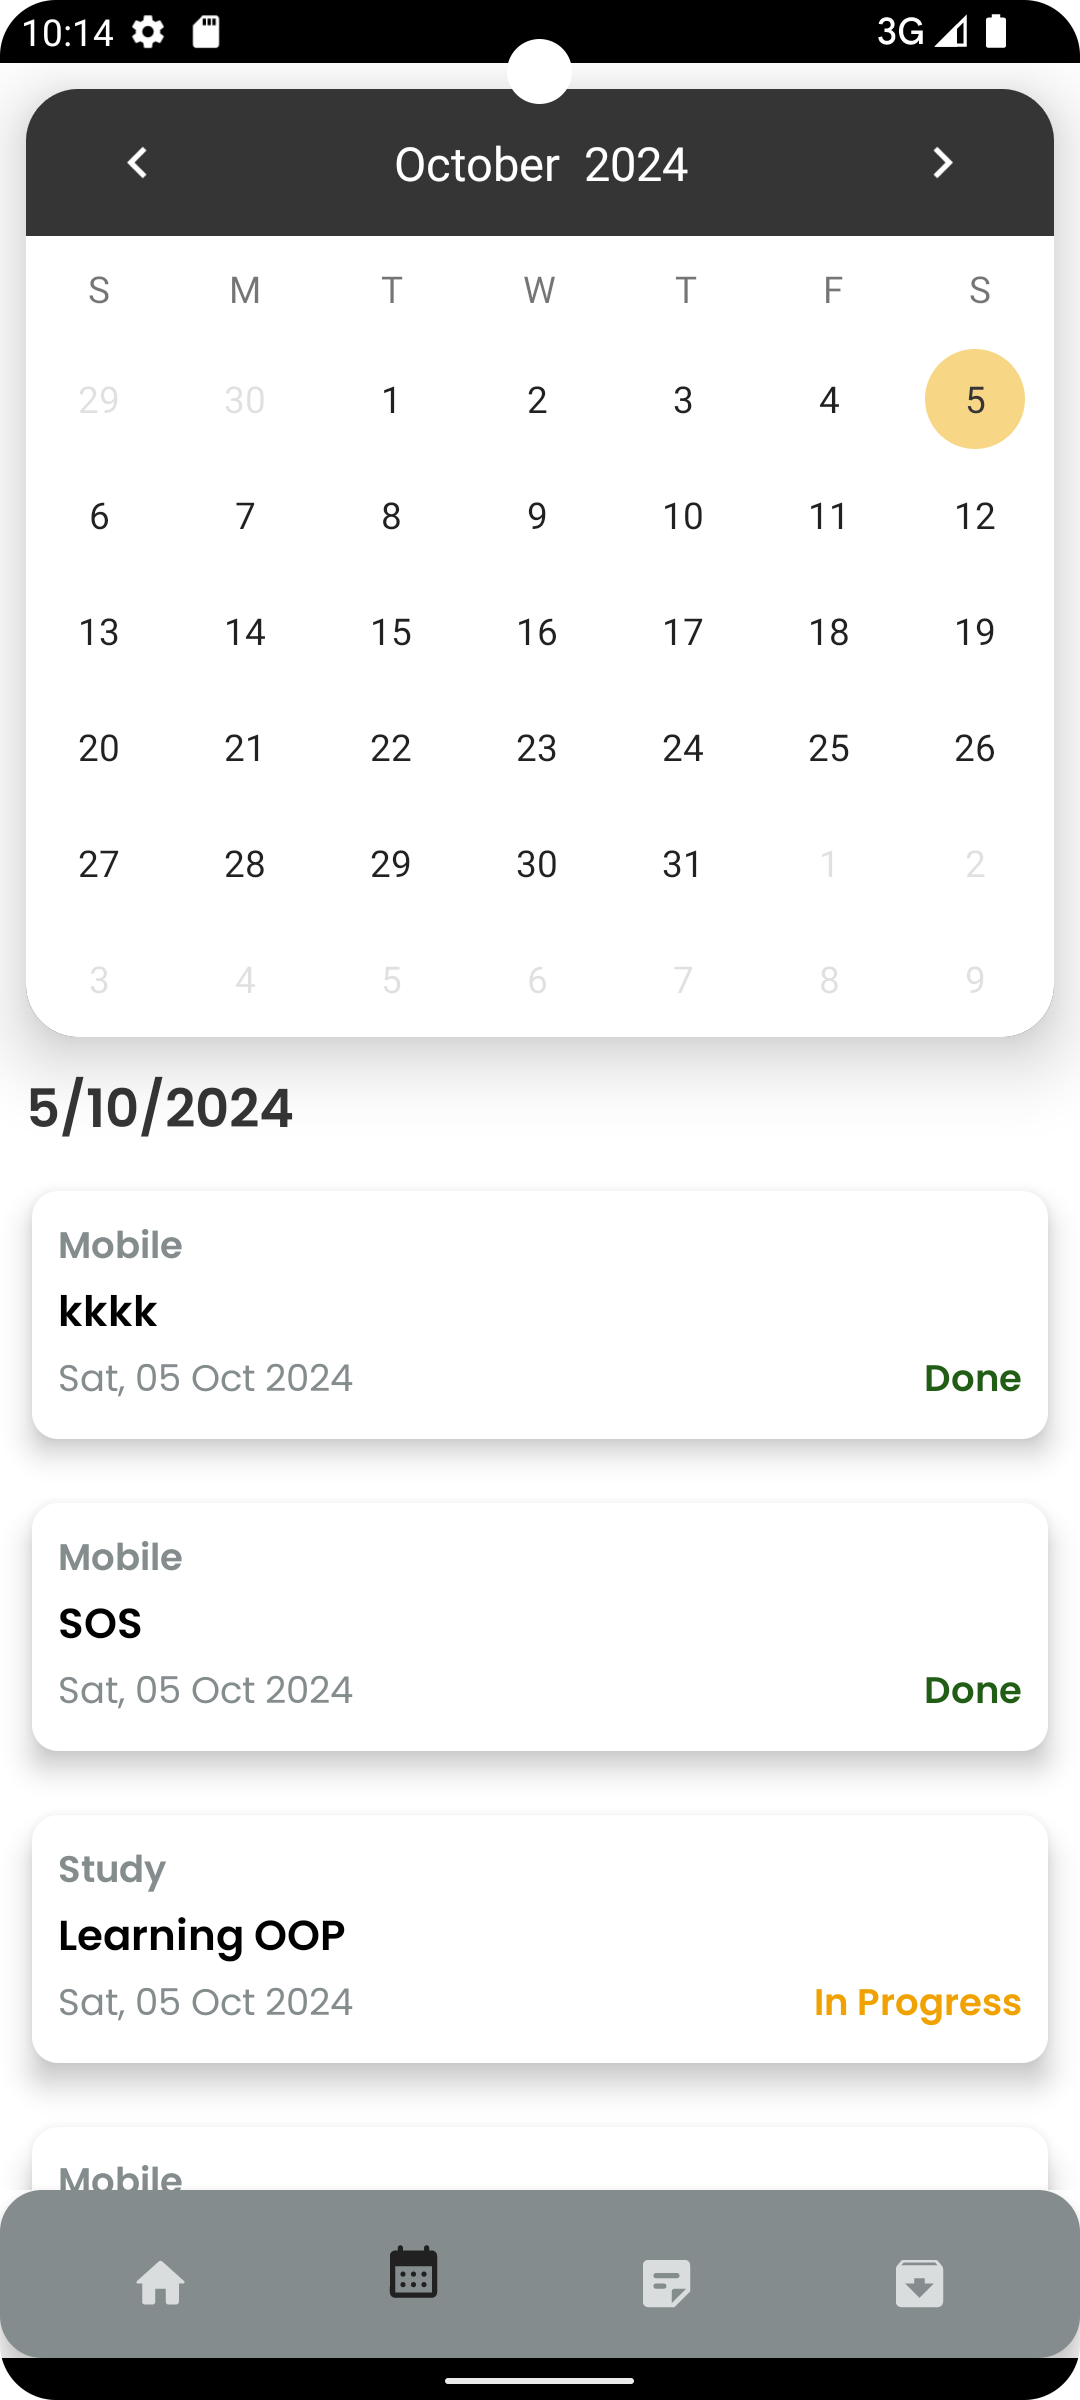 10:14 3G
October 2024
S M T W T F S
29 30 1 2 3 4 5
6 7 8 9 10 11 12
13 14 15 16 17 18 19
20 21 22 23 24 25 26
27 28 29 30 31 1 2
3 4 5 6 7 8 9
5/10/2024
Mobile
kkkk
Sat, 05 Oct 2024 Done
Mobile
SOS
Sat, 05 Oct 2024 Done
Study
Learning OOP
Sat, 05 Oct 2024 In Progress
Mobile